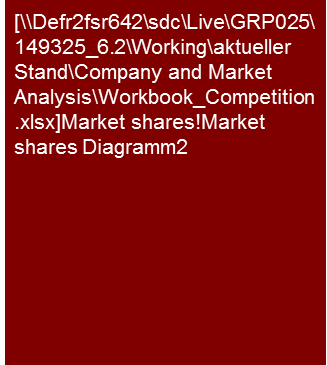 [\\Defr2fsr642\sdc\Live\GRP025\
149325_6.2\Working\aktueller
Stand\Company and Market
Analysis\Workbook_Competition
.xlsx]Market shares!Market
shares Diagramm2